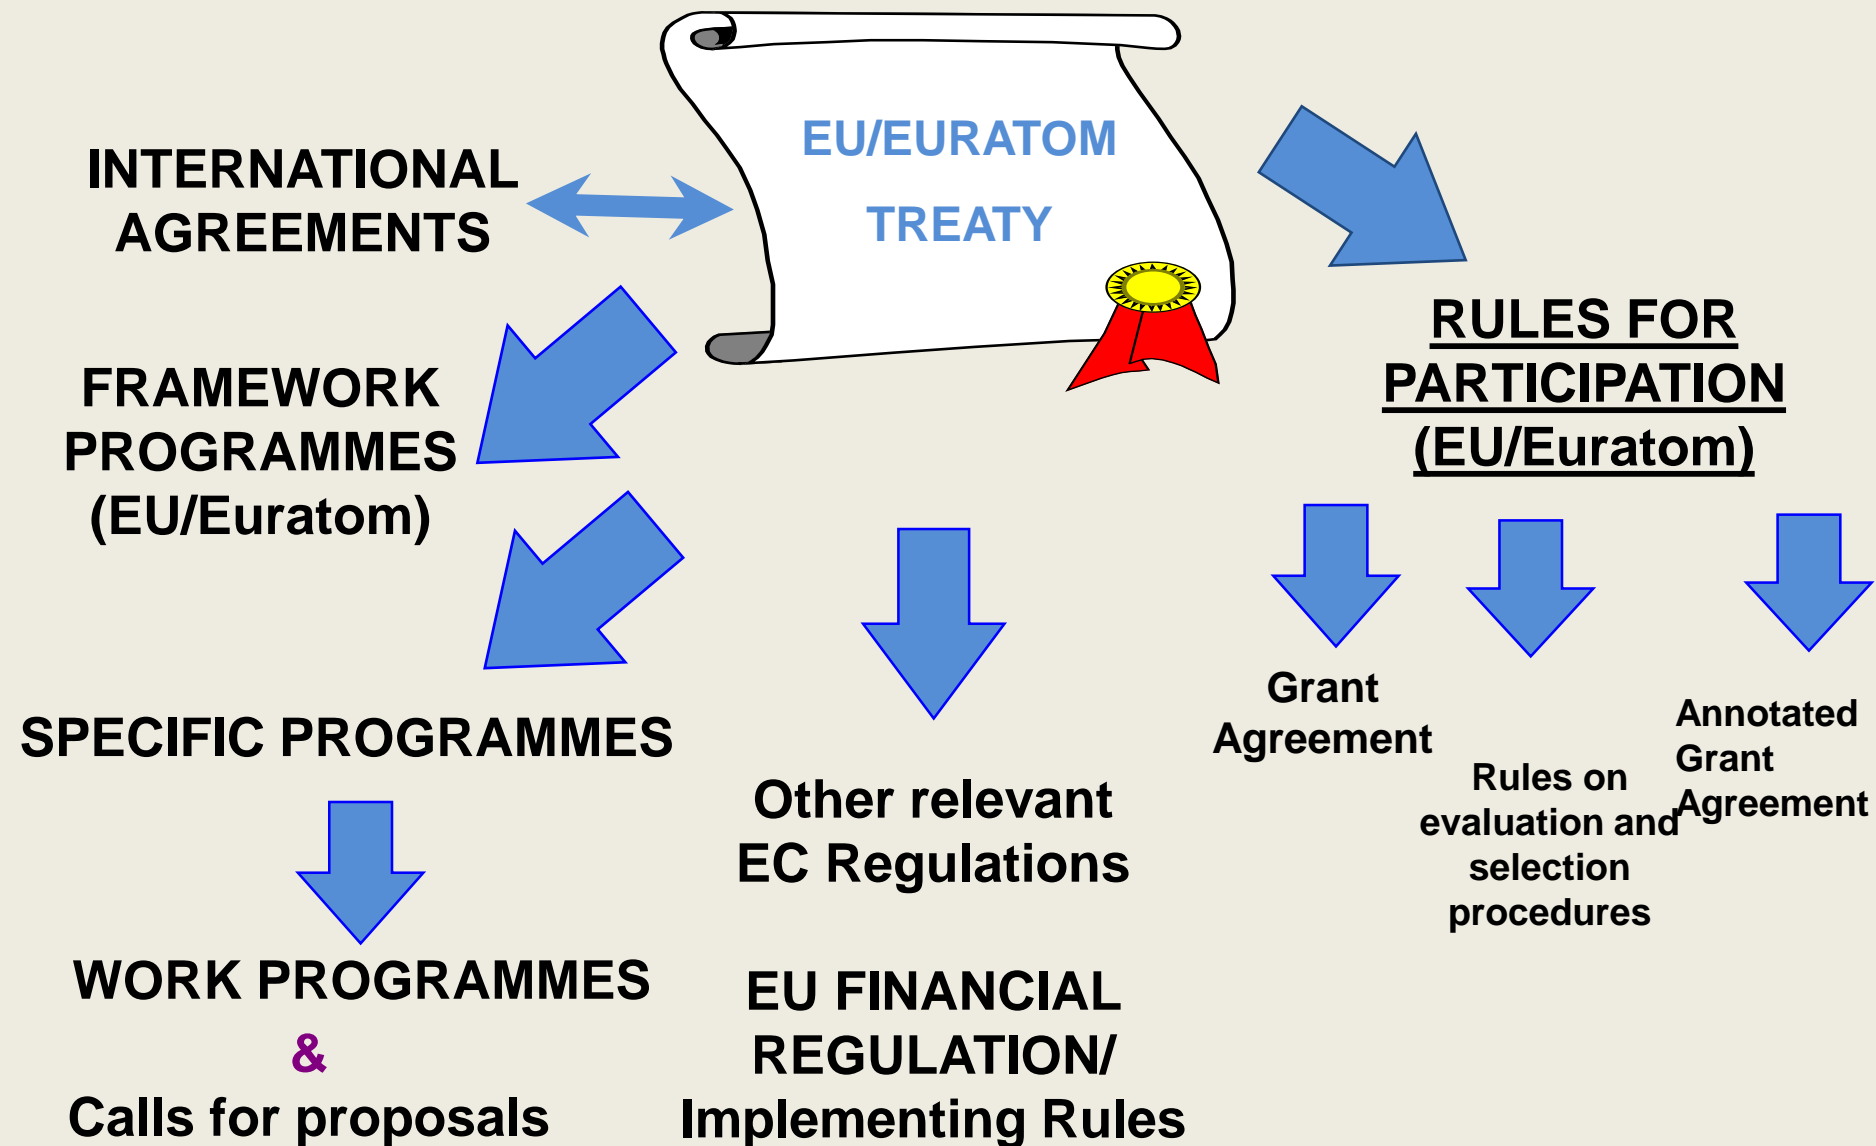 EU/EURATOM
TREATY
INTERNATIONAL
AGREEMENTS
FRAMEWORK
PROGRAMMES
(EU/Euratom)
RULES FOR
PARTICIPATION
(EU/Euratom)
SPECIFIC PROGRAMMES
WORK PROGRAMMES
&
Calls for proposals
Other relevant
EC Regulations
EU FINANCIAL
REGULATION/
Implementing Rules
Grant
Agreement
Rules on
evaluation and
selection
procedures
Annotated
Grant
Agreement